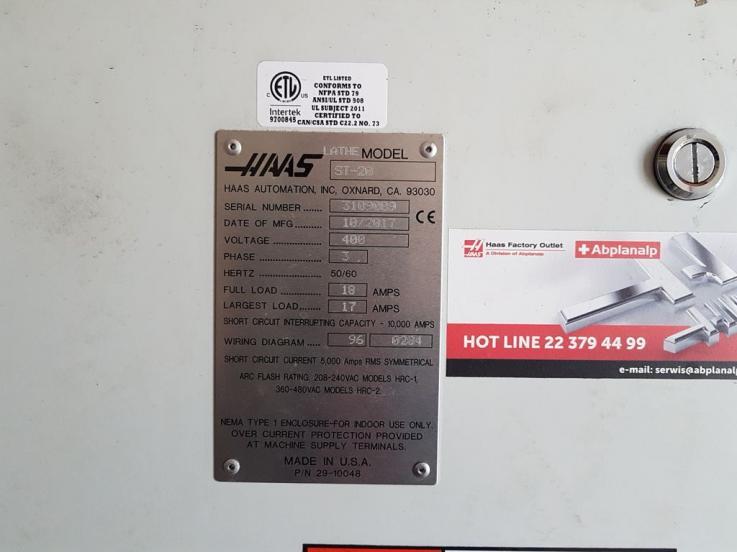 ETL LISTED
CONFORMS TO
NFPA STD 79
ANSI/UL STD 508
UL SUBJECT 2011
CERTIFIED TO
CAN/CSA STD C22.2 NO. 73
C ETL US
Intertek
9700845
HAAS
LATHE MODEL
ST-20
HAAS AUTOMATION, INC, OXNARD, CA. 93030
SERIAL NUMBER ...... 3109089
DATE OF MFG ........ 10/2017
VOLTAGE ............ 400
PHASE .............. 3
HERTZ .............. 50/60
FULL LOAD .......... 18 AMPS
LARGEST LOAD ....... 17 AMPS
SHORT CIRCUIT INTERRUPTING CAPACITY - 10,000 AMPS
WIRING DIAGRAM ..... 96 0284
SHORT CIRCUIT CURRENT 5,000 Amps RMS SYMMETRICAL
ARC FLASH RATING: 208-240VAC MODELS HRC-1,
360-480VAC MODELS HRC-2.
NEMA TYPE 1 ENCLOSURE-FOR INDOOR USE ONLY.
OVER CURRENT PROTECTION PROVIDED
AT MACHINE SUPPLY TERMINALS.
MADE IN U.S.A.
P/N 29-10048
CE
HAAS
Haas Factory Outlet
A Division of Abplanalp
Abplanalp
HOT LINE 22 379 44 99
e-mail: serwis@abplanalp